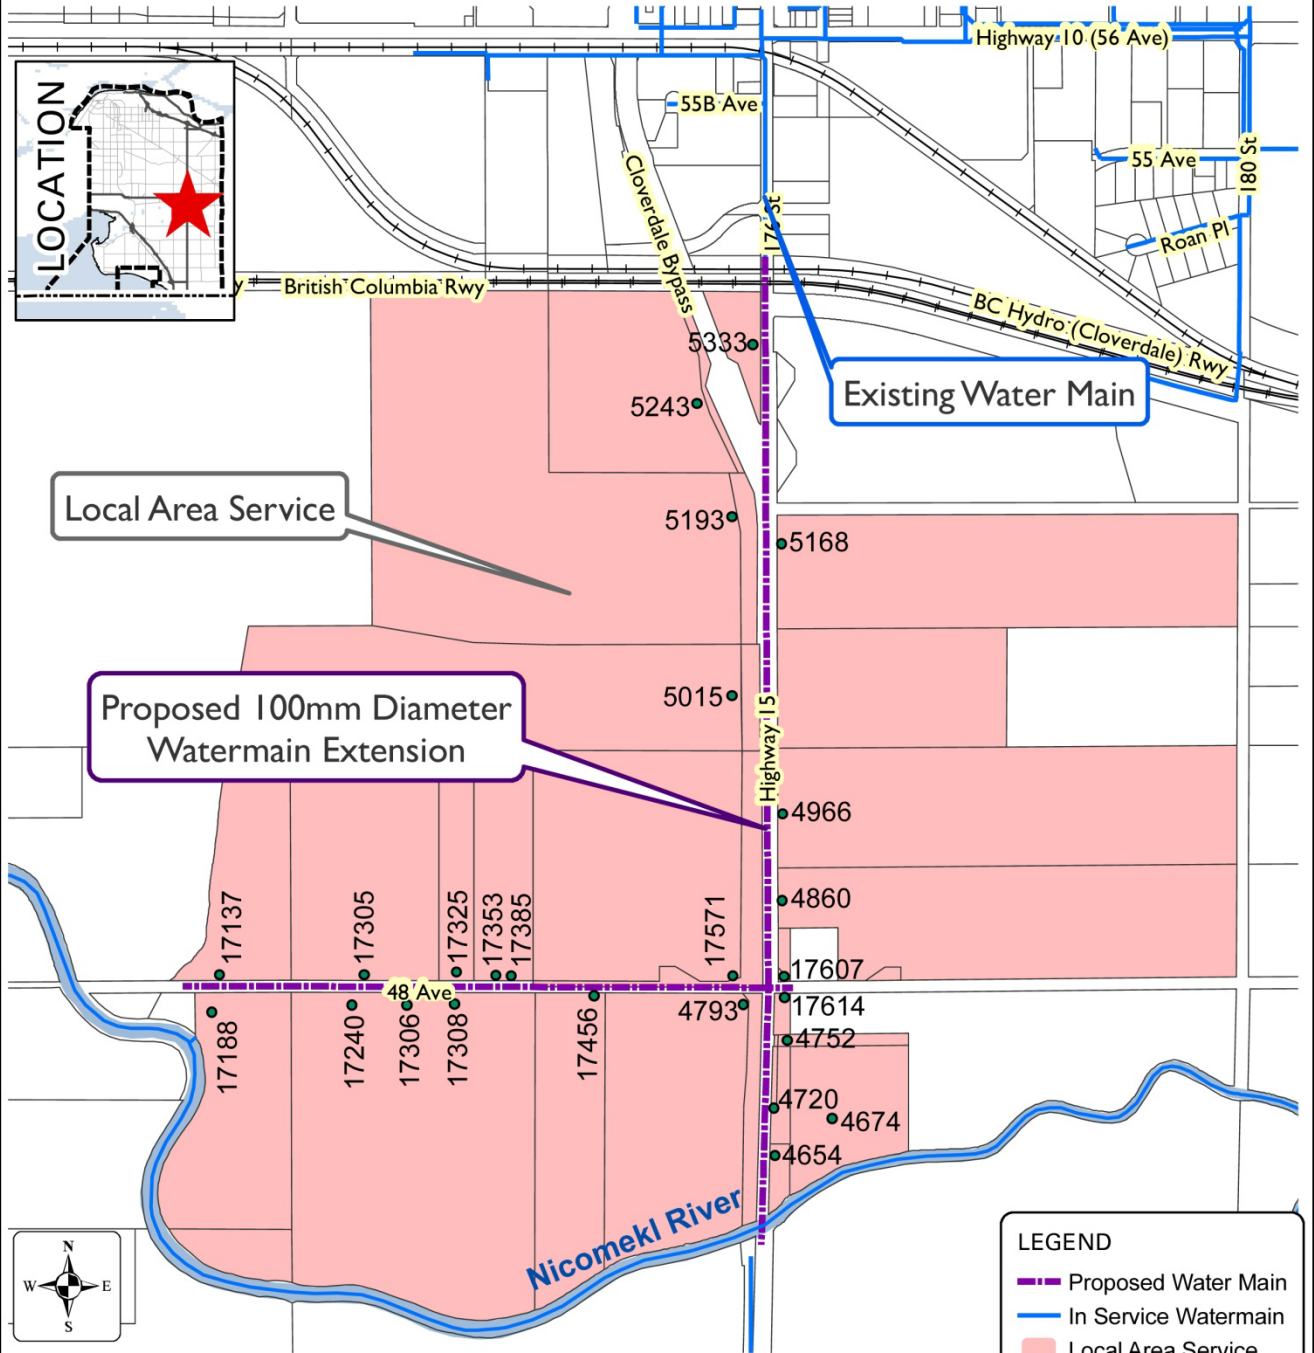 Highway 10 (56 Ave)
LOCATION
55B Ave
55 Ave
180 St
Cloverdale Bypass
176 St
Roan Pl
y
British Columbia Rwy
BC Hydro (Cloverdale) Rwy
5333
Existing Water Main
5243
Local Area Service
5193
5168
5015
Proposed 100mm Diameter
Watermain Extension
Highway 15
4966
4860
17137
17305
17325
17353
17385
17571
17607
48 Ave
17188
17240
17306
17308
17456
4793
17614
4752
4720
4674
4654
Nicomekl River
N
W
E
S
LEGEND
Proposed Water Main
In Service Watermain
Local Area Service